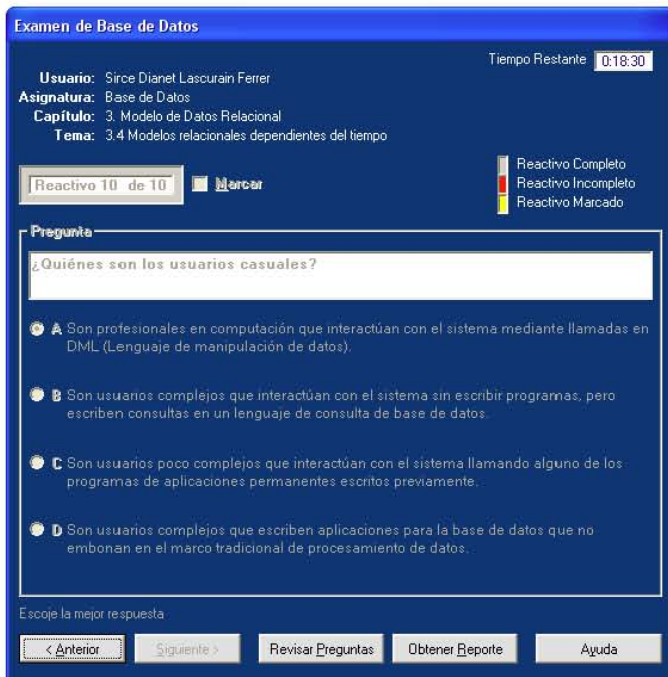 Examen de Base de Datos
Tiempo Restante 0:18:30
Usuario: Sirce Dianet Lascurain Ferrer
Asignatura: Base de Datos
Capítulo: 3. Modelo de Datos Relacional
Tema: 3.4 Modelos relacionales dependientes del tiempo
Reactivo 10 de 10
Marcar
Reactivo Completo
Reactivo Incompleto
Reactivo Marcado
Pregunta
¿Quiénes son los usuarios casuales?
A Son profesionales en computación que interactúan con el sistema mediante llamadas en
DML (Lenguaje de manipulación de datos).
B Son usuarios complejos que interactúan con el sistema sin escribir programas, pero
escriben consultas en un lenguaje de consulta de base de datos.
C Son usuarios poco complejos que interactúan con el sistema llamando alguno de los
programas de aplicaciones permanentes escritos previamente.
D Son usuarios complejos que escriben aplicaciones para la base de datos que no
embonan en el marco tradicional de procesamiento de datos.
Escoje la mejor respuesta
< Anterior
Siguiente >
Revisar Preguntas
Obtener Reporte
Ayuda